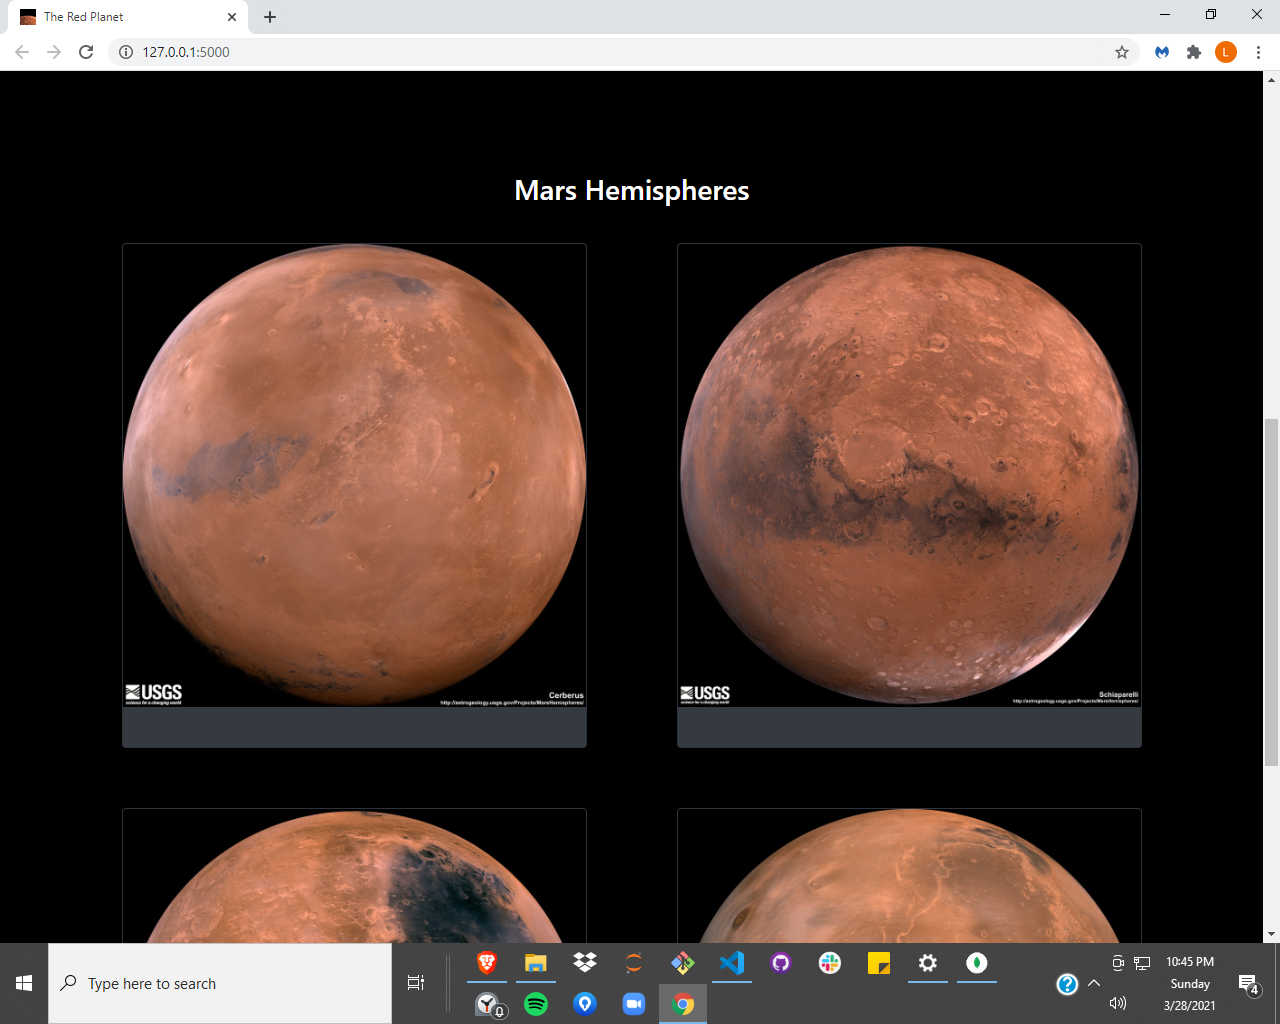 The Red Planet
127.0.0.1:5000
L
Mars Hemispheres
USGS
science for a changing world
Cerberus
http://astrogeology.usgs.gov/Projects/MarsHemispheres/
USGS
science for a changing world
Schiaparelli
http://astrogeology.usgs.gov/Projects/MarsHemispheres/
Type here to search
0
10:45 PM
Sunday
3/28/2021
4